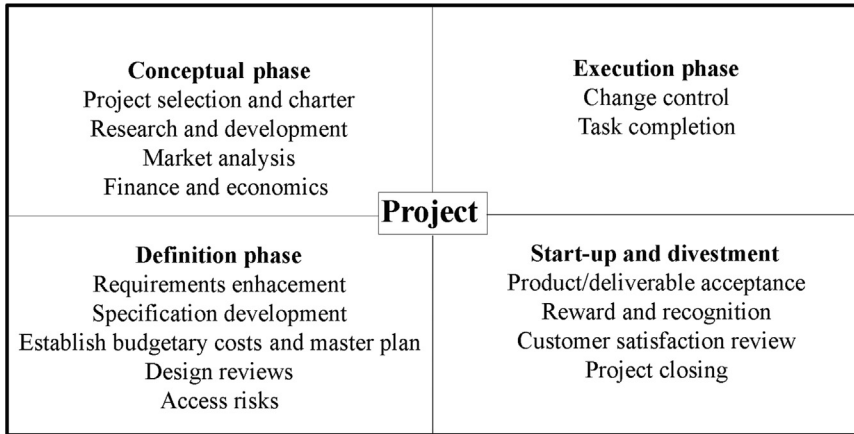 Conceptual phase
Project selection and charter
Research and development
Market analysis
Finance and economics
Execution phase
Change control
Task completion
Project
Definition phase
Requirements enhacement
Specification development
Establish budgetary costs and master plan
Design reviews
Access risks
Start-up and divestment
Product/deliverable acceptance
Reward and recognition
Customer satisfaction review
Project closing